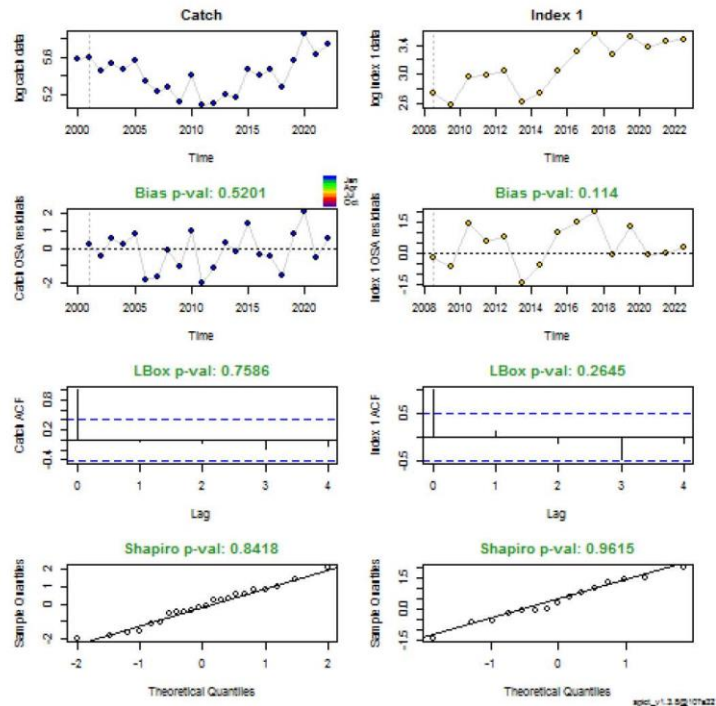 Catch
Index 1
log catch data
5.2 5.6
2000 2005 2010 2015 2020
Time
log index 1 data
2.6 3.0 3.4
2008 2010 2012 2014 2016 2018 2020 2022
Time
Bias p-val: 0.5201
Bias p-val: 0.114
Catch OSA residuals
-2 0 1 2
2000 2005 2010 2015 2020
Time
Index 1 OSA residuals
-1.5 0.0 1.5
2008 2010 2012 2014 2016 2018 2020 2022
Time
LBox p-val: 0.7586
LBox p-val: 0.2645
Catch ACF
-0.4 0.2 0.8
0 1 2 3 4
Lag
Index 1 ACF
-0.5 0.5
0 1 2 3 4
Lag
Shapiro p-val: 0.8418
Shapiro p-val: 0.9615
Sample Quantiles
-2 0 1 2
-2 -1 0 1 2
Theoretical Quantiles
Sample Quantiles
-1.5 0.0 1.5
-1 0 1
Theoretical Quantiles